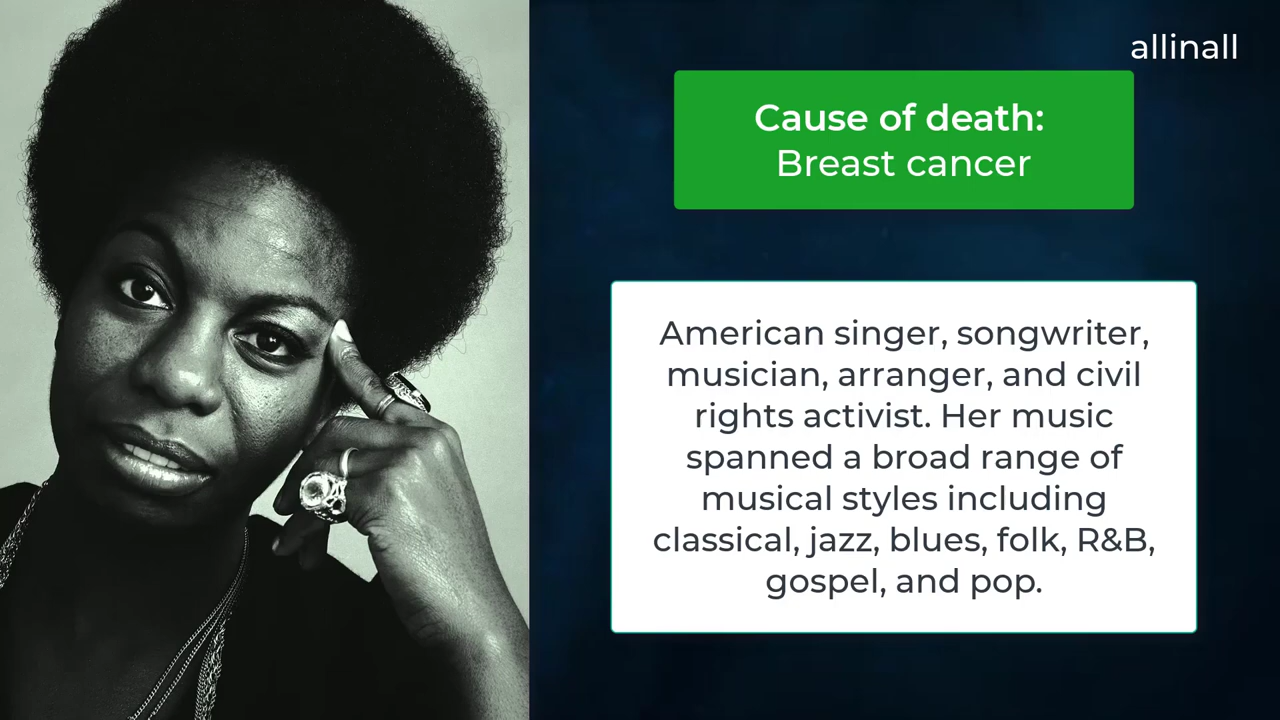 allinall
Cause of death:
Breast cancer
American singer, songwriter,
musician, arranger, and civil
rights activist. Her music
spanned a broad range of
musical styles including
classical, jazz, blues, folk, R&B,
gospel, and pop.